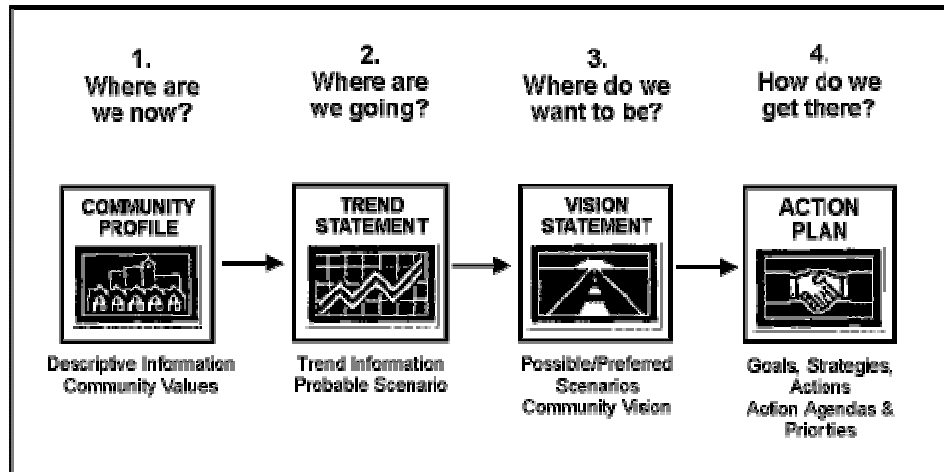 1.
Where are
we now?
2.
Where are
we going?
3.
Where do we
want to be?
4.
How do we
get there?
COMMUNITY
PROFILE
TREND
STATEMENT
VISION
STATEMENT
ACTION
PLAN
Descriptive Information
Community Values
Trend Information
Probable Scenario
Possible/Preferred
Scenarios
Community Vision
Goals, Strategies,
Actions
Action Agendas &
Priorities